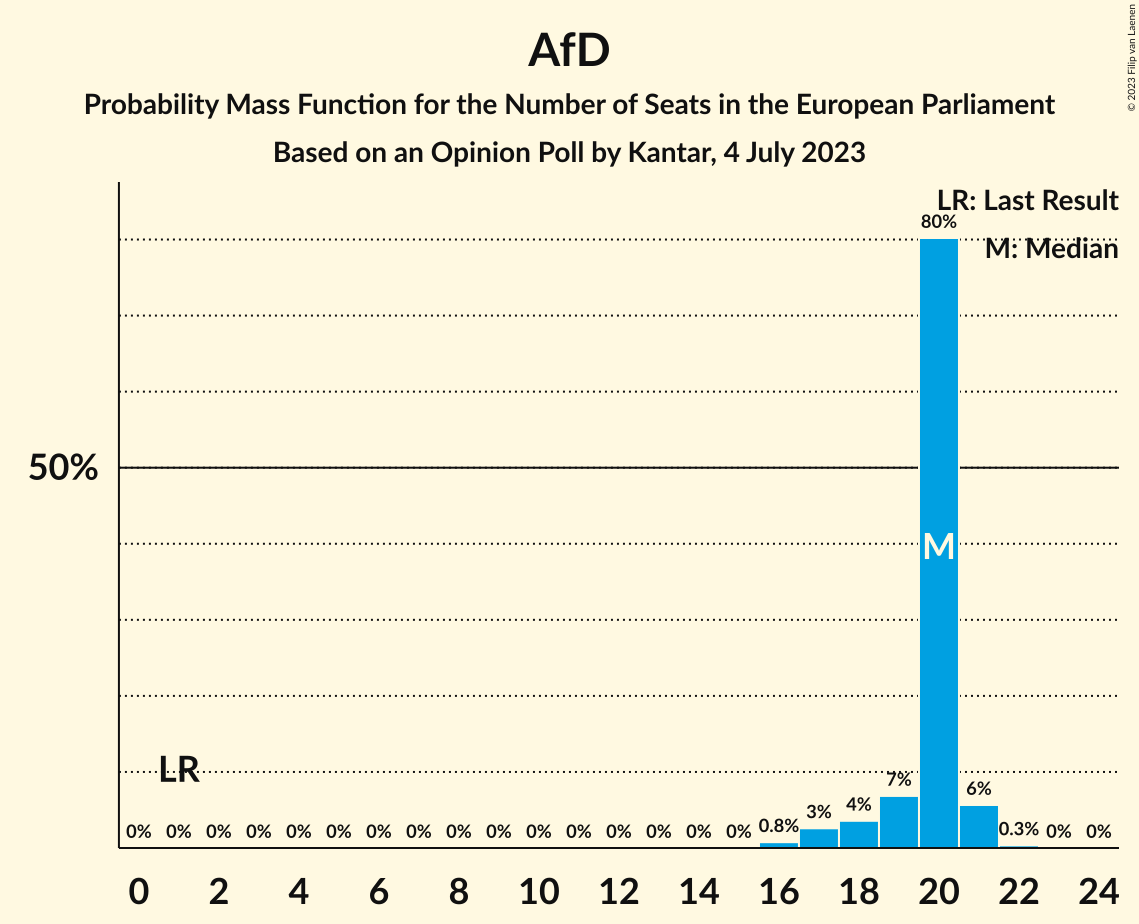 AfD
Probability Mass Function for the Number of Seats in the European Parliament
Based on an Opinion Poll by Kantar, 4 July 2023
© 2023 Filip van Laenen
LR: Last Result
80%
M: Median
50%
M
LR
7%
6%
4%
3%
0% 0% 0% 0% 0% 0% 0% 0% 0% 0% 0% 0% 0% 0% 0% 0% 0.8% 0.3% 0% 0%
0 2 4 6 8 10 12 14 16 18 20 22 24